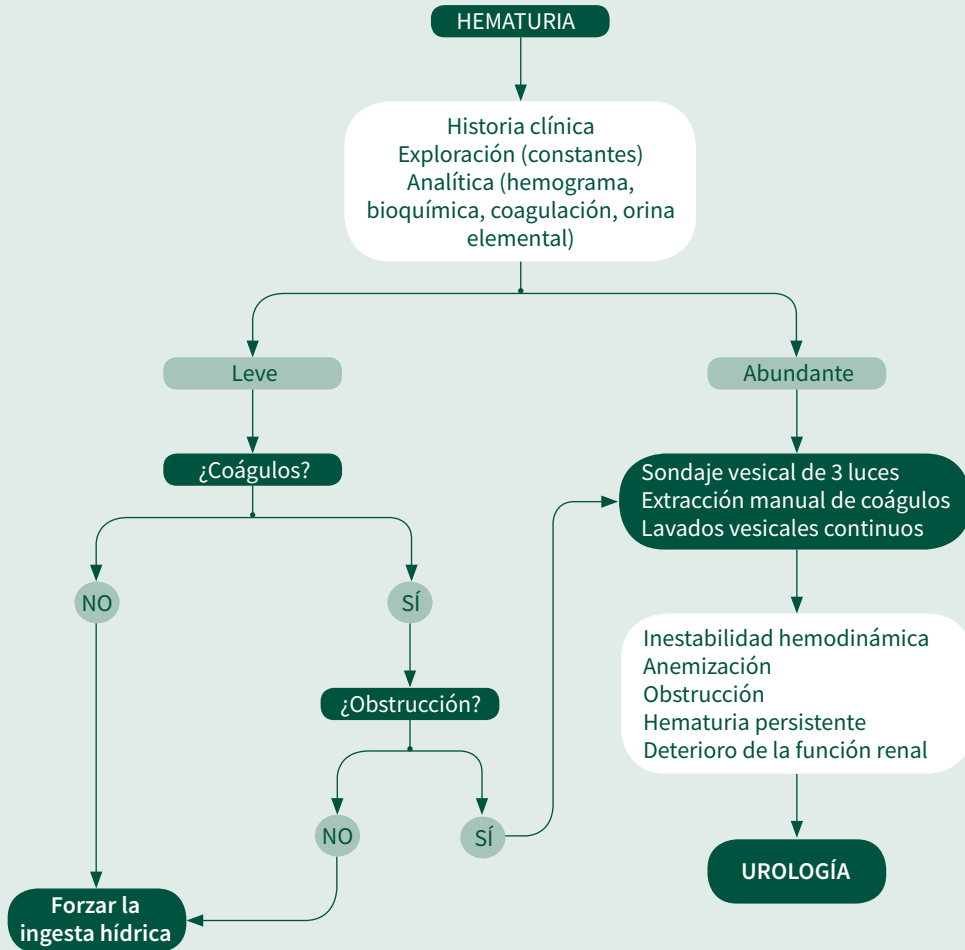 HEMATURIA
Historia clínica
Exploración (constantes)
Analítica (hemograma,
bioquímica, coagulación, orina
elemental)
Leve
Abundante
¿Coágulos?
Sondaje vesical de 3 luces
Extracción manual de coágulos
Lavados vesicales continuos
NO
SÍ
Inestabilidad hemodinámica
Anemización
Obstrucción
Hematuria persistente
Deterioro de la función renal
¿Obstrucción?
NO
SÍ
UROLOGÍA
Forzar la
ingesta hídrica